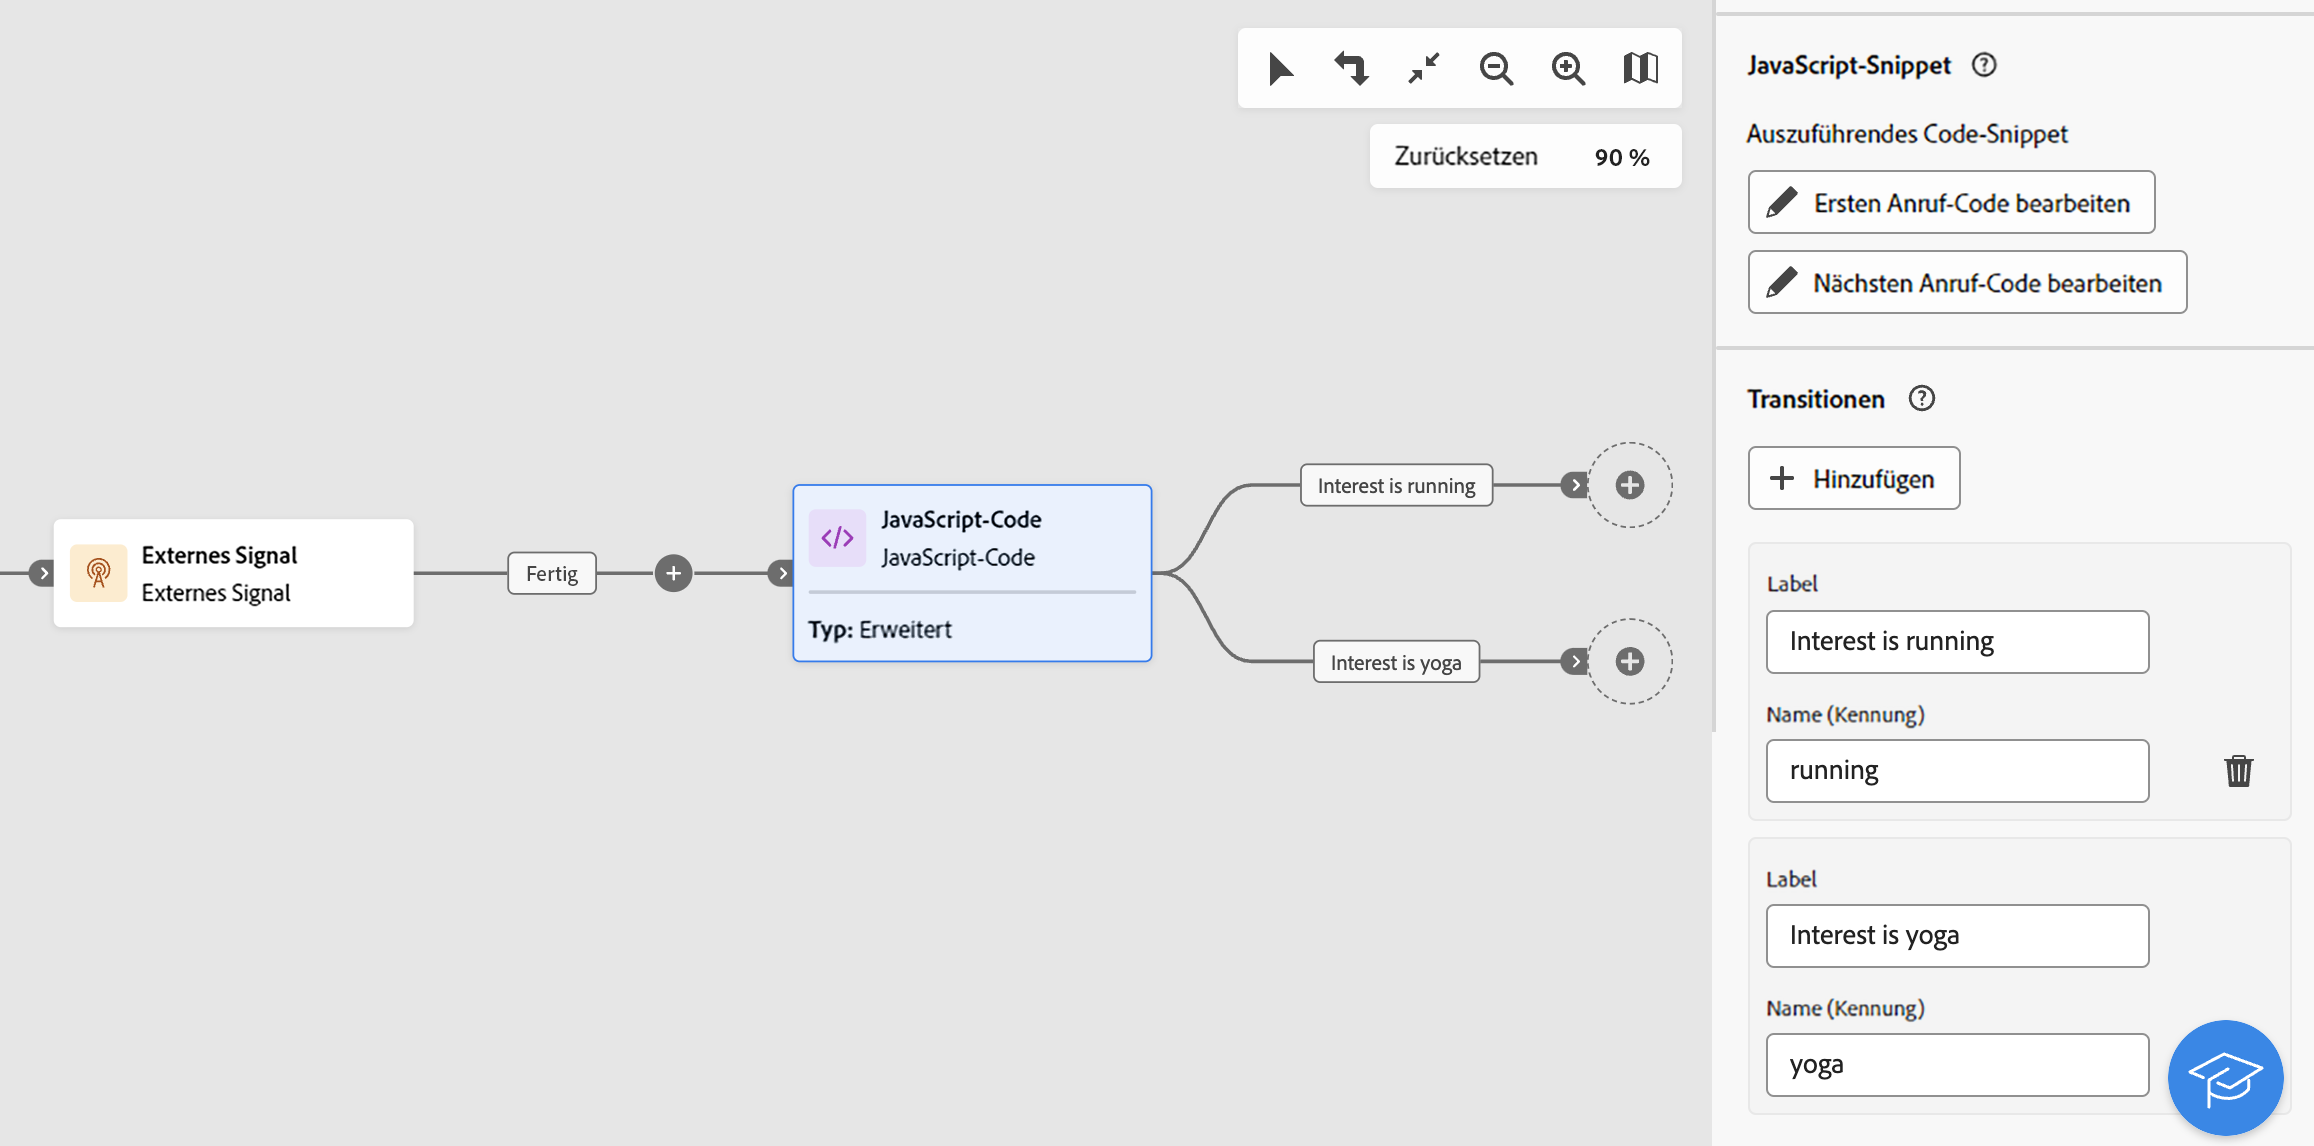 Zurücksetzen 90 %
Externes Signal
Externes Signal
Fertig
JavaScript-Code
JavaScript-Code
Typ: Erweitert
Interest is running
Interest is yoga
JavaScript-Snippet
Auszuführendes Code-Snippet
Ersten Anruf-Code bearbeiten
Nächsten Anruf-Code bearbeiten
Transitionen
Hinzufügen
Label
Interest is running
Name (Kennung)
running
Label
Interest is yoga
Name (Kennung)
yoga